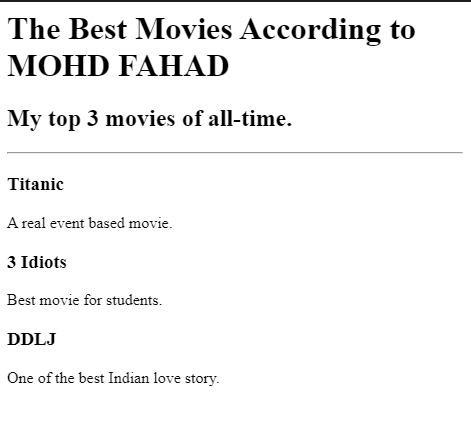 The Best Movies According to
MOHD FAHAD
My top 3 movies of all-time.
Titanic
A real event based movie.
3 Idiots
Best movie for students.
DDLJ
One of the best Indian love story.